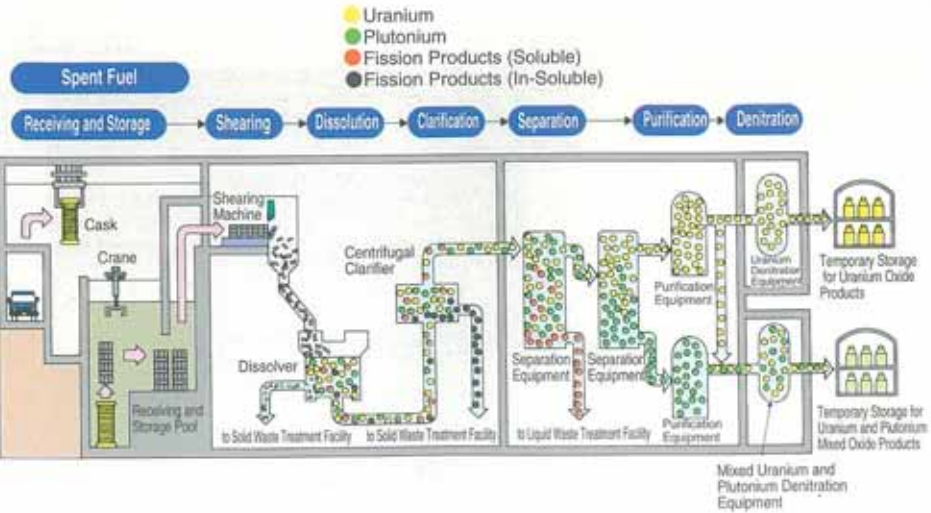 Uranium
Plutonium
Fission Products (Soluble)
Fission Products (In-Soluble)
Spent Fuel
Receiving and Storage
Shearing
Dissolution
Clarification
Separation
Purification
Denitration
Cask
Crane
Receiving and
Storage Pool
Shearing
Machine
Dissolver
to Solid Waste Treatment Facility
Centrifugal
Clarifier
to Solid Waste Treatment Facility
Separation
Equipment
Separation
Equipment
to Liquid Waste Treatment Facility
Purification
Equipment
Purification
Equipment
Uranium
Denitration
Equipment
Mixed Uranium and
Plutonium Denitration
Equipment
Temporary Storage
for Uranium Oxide
Products
Temporary Storage for
Uranium and Plutonium
Mixed Oxide Products